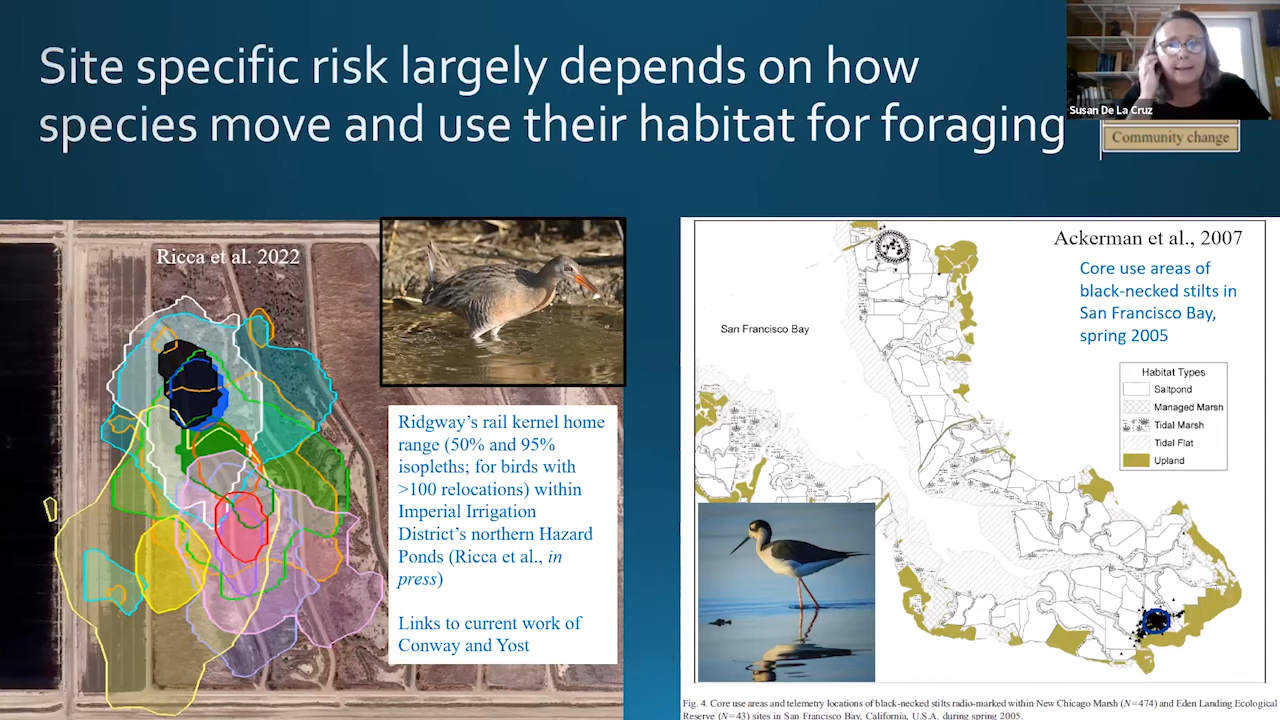 Site specific risk largely depends on how
species move and use their habitat for foraging
Susan De La Cruz
Community change
Ricca et al. 2022
Ridgway's rail kernel home
range (50% and 95%
isopleths; for birds with
>100 relocations) within
Imperial Irrigation
District's northern Hazard
Ponds (Ricca et al., in
press)
Links to current work of
Conway and Yost
Ackerman et al., 2007
Core use areas of
black-necked stilts in
San Francisco Bay,
spring 2005
San Francisco Bay
Habitat Types
Saltpond
Managed Marsh
Tidal Marsh
Tidal Flat
Upland
Fig. 4. Core use areas and telemetry locations of black-necked stilts radio-marked within New Chicago Marsh (N=474) and Eden Landing Ecological
Reserve (N=43) sites in San Francisco Bay, California, U.S.A. during spring 2005.